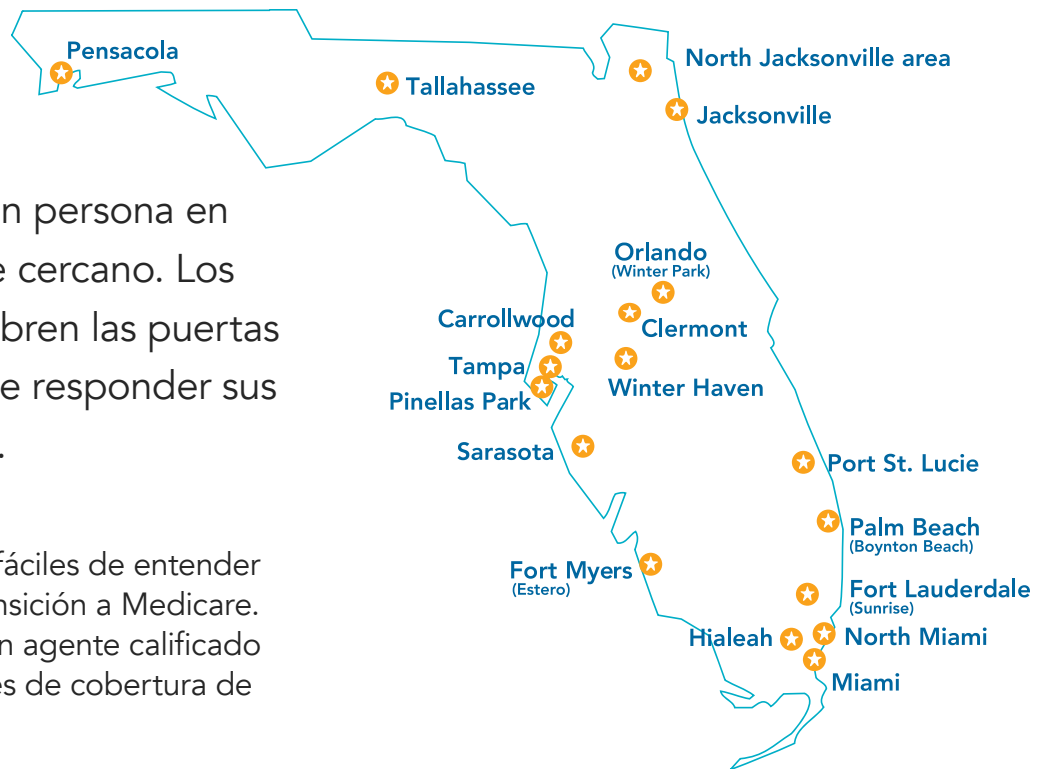 Pensacola
Tallahassee
North Jacksonville area
Jacksonville
n persona en
e cercano. Los
bren las puertas
e responder sus
.
Orlando
(Winter Park)
Clermont
Carrollwood
Tampa
Winter Haven
Pinellas Park
Sarasota
Port St. Lucie
Palm Beach
(Boynton Beach)
fáciles de entender
nsición a Medicare.
n agente calificado
es de cobertura de
Fort Myers
(Estero)
Fort Lauderdale
(Sunrise)
Hialeah
North Miami
Miami